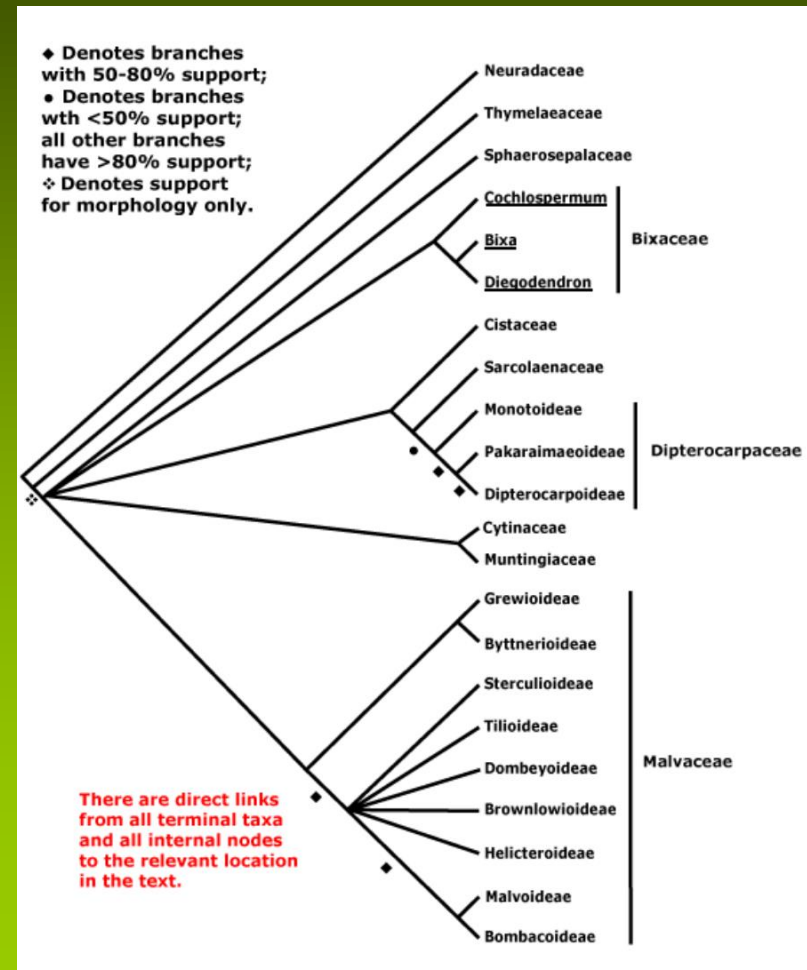 ◆ Denotes branches
with 50-80% support;
● Denotes branches
wth <50% support;
all other branches
have >80% support;
❖ Denotes support
for morphology only.
Neuradaceae
Thymelaeaceae
Sphaerosepalaceae
Cochlospermum
Bixa
Diegodendron
Bixaceae
Cistaceae
Sarcolaenaceae
Monotoideae
Pakaraimaeoideae
Dipterocarpoideae
Dipterocarpaceae
Cytinaceae
Muntingiaceae
Grewioideae
Byttnerioideae
Sterculioideae
Tilioideae
Dombeyoideae
Brownlowioideae
Helicteroideae
Malvoideae
Bombacoideae
Malvaceae
There are direct links
from all terminal taxa
and all internal nodes
to the relevant location
in the text.